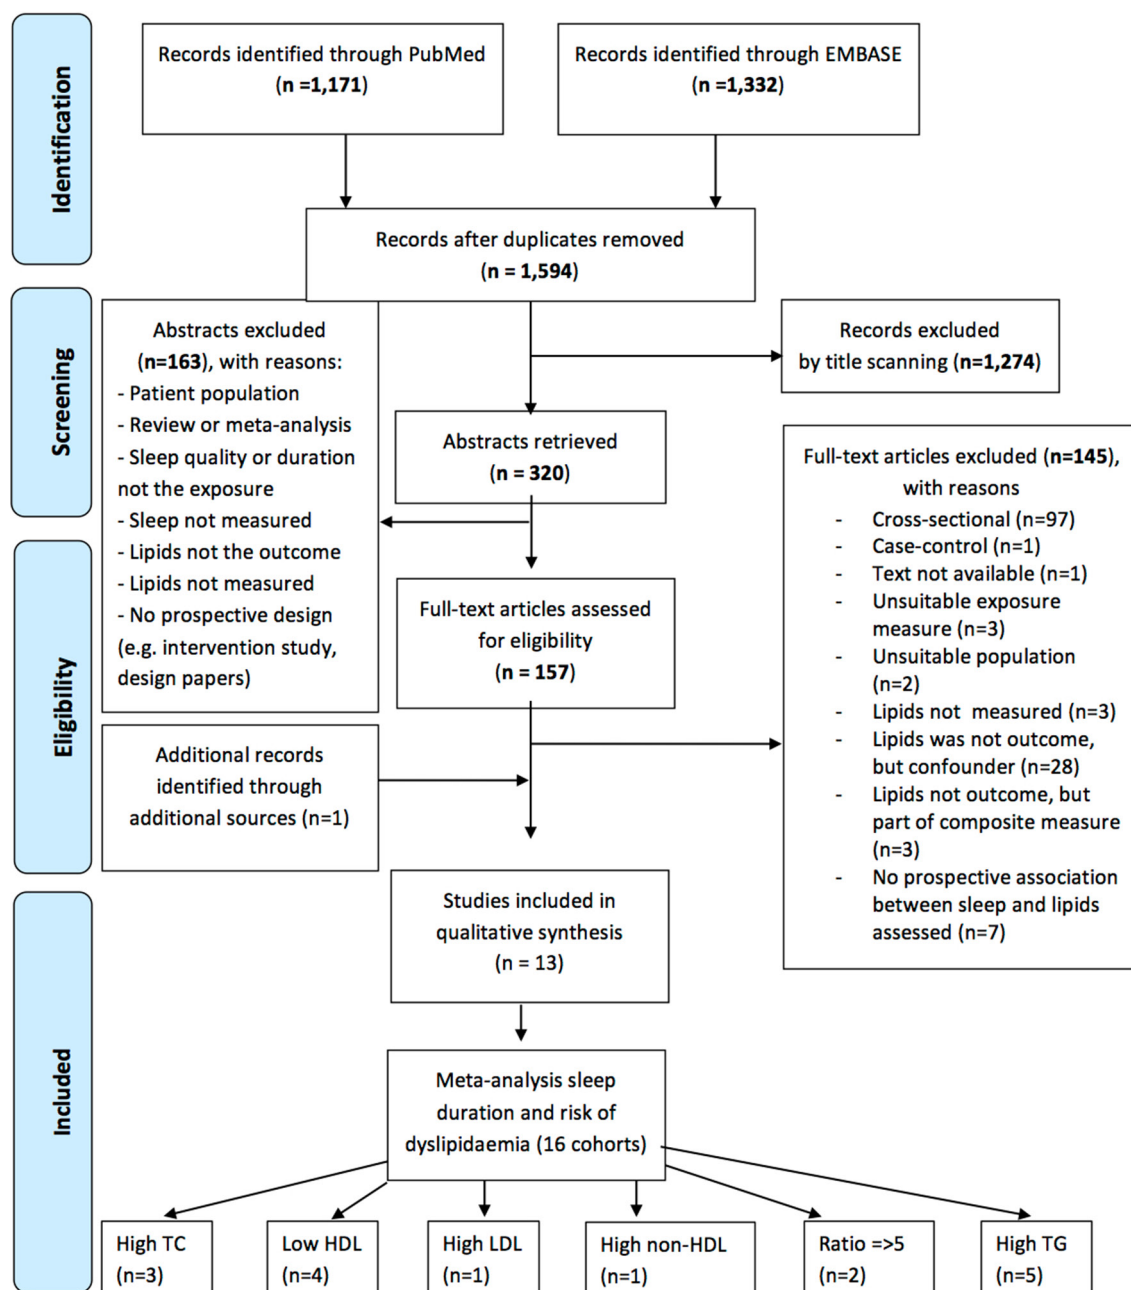 Identification
Records identified through PubMed
(n =1,171)
Records identified through EMBASE
(n =1,332)
Records after duplicates removed
(n = 1,594)
Screening
Abstracts excluded
(n=163), with reasons:
- Patient population
- Review or meta-analysis
- Sleep quality or duration
not the exposure
- Sleep not measured
- Lipids not the outcome
- Lipids not measured
- No prospective design
(e.g. intervention study,
design papers)
Records excluded
by title scanning (n=1,274)
Abstracts retrieved
(n = 320)
Full-text articles excluded (n=145),
with reasons
- Cross-sectional (n=97)
- Case-control (n=1)
- Text not available (n=1)
- Unsuitable exposure
measure (n=3)
- Unsuitable population
(n=2)
- Lipids not measured (n=3)
- Lipids was not outcome,
but confounder (n=28)
- Lipids not outcome, but
part of composite measure
(n=3)
- No prospective association
between sleep and lipids
assessed (n=7)
Eligibility
Full-text articles assessed
for eligibility
(n = 157)
Additional records
identified through
additional sources (n=1)
Included
Studies included in
qualitative synthesis
(n = 13)
Meta-analysis sleep
duration and risk of
dyslipidaemia (16 cohorts)
High TC
(n=3)
Low HDL
(n=4)
High LDL
(n=1)
High non-HDL
(n=1)
Ratio =>5
(n=2)
High TG
(n=5)